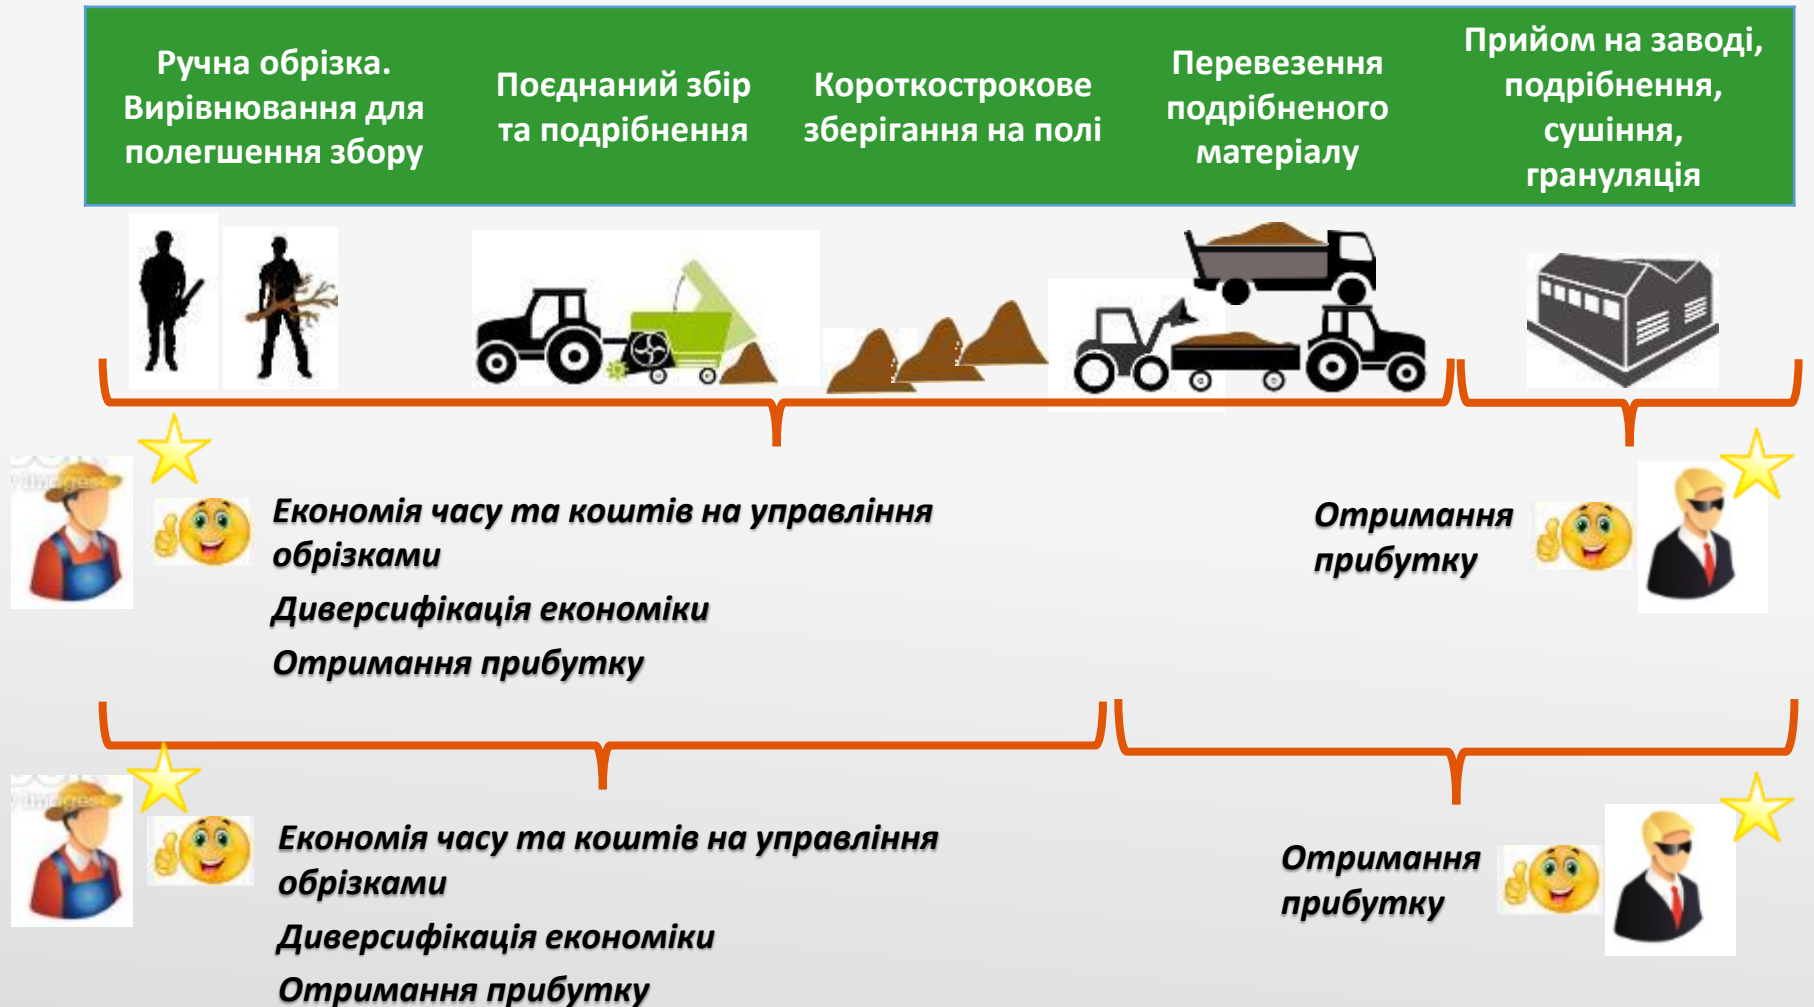 Ручна обрізка.
Вирівнювання для
полегшення збору
Поєднаний збір
та подрібнення
Короткострокове
зберігання на полі
Перевезення
подрібненого
матеріалу
Прийом на заводі,
подрібнення,
сушіння,
грануляція
Економія часу та коштів на управління
обрізками
Диверсифікація економіки
Отримання прибутку
Отримання
прибутку
Економія часу та коштів на управління
обрізками
Диверсифікація економіки
Отримання прибутку
Отримання
прибутку